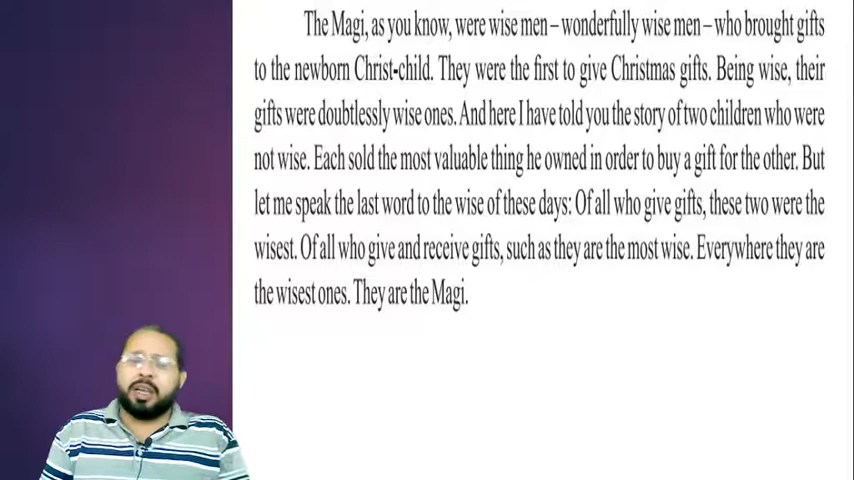 The Magi, as you know, were wise men – wonderfully wise men – who brought gifts
to the newborn Christ-child. They were the first to give Christmas gifts. Being wise, their
gifts were doubtlessly wise ones. And here I have told you the story of two children who were
not wise. Each sold the most valuable thing he owned in order to buy a gift for the other. But
let me speak the last word to the wise of these days: Of all who give gifts, these two were the
wisest. Of all who give and receive gifts, such as they are the most wise. Everywhere they are
the wisest ones. They are the Magi.